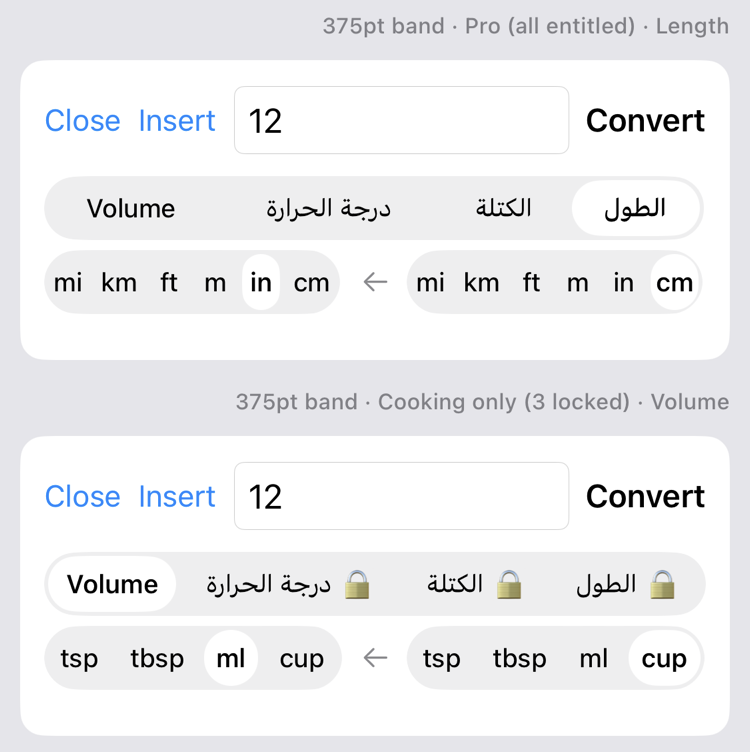 375pt band · Pro (all entitled) · Length
Close Insert 12 Convert
Volume درجة الحرارة الكتلة الطول
mi km ft m in cm ← mi km ft m in cm
375pt band · Cooking only (3 locked) · Volume
Close Insert 12 Convert
Volume درجة الحرارة 🔒 الكتلة 🔒 الطول 🔒
tsp tbsp ml cup ← tsp tbsp ml cup